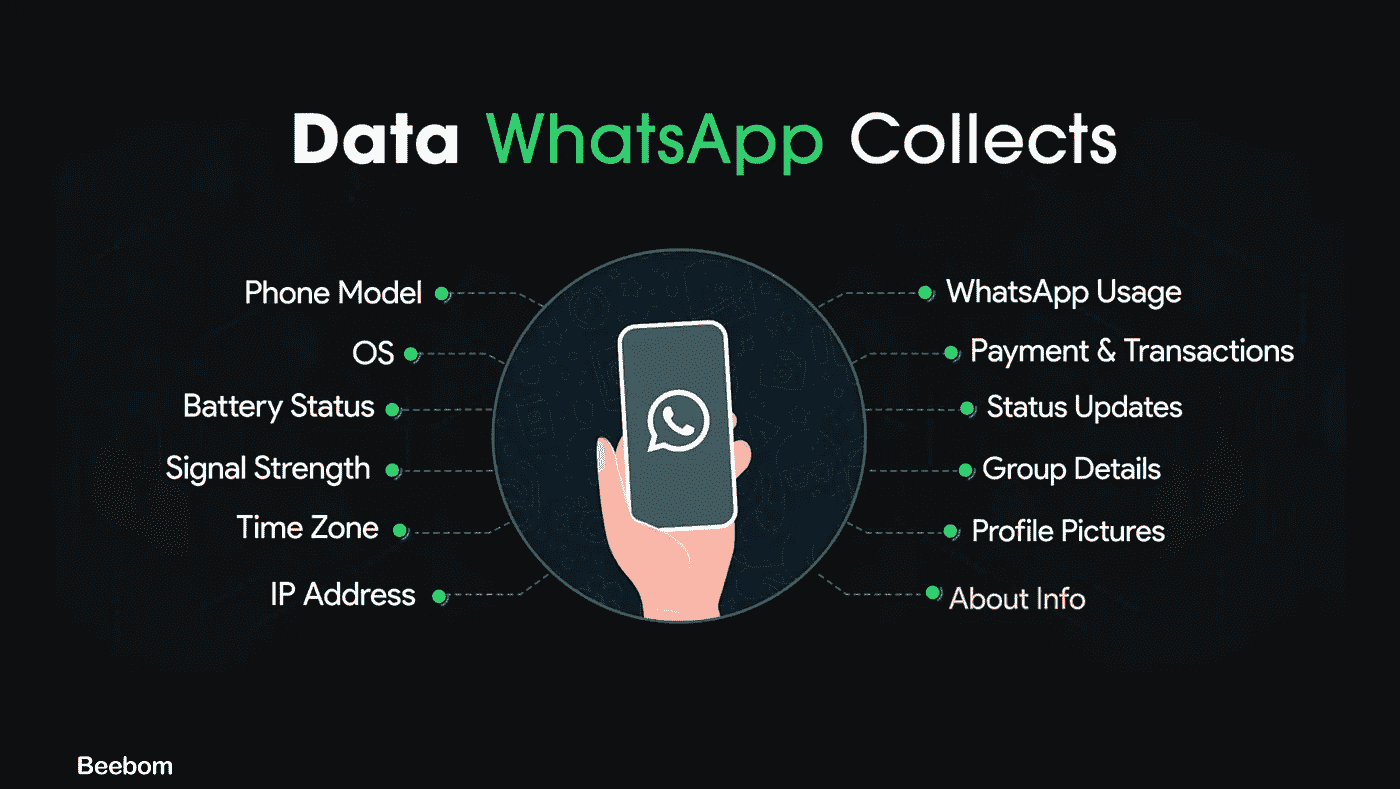 Data WhatsApp Collects
Phone Model
OS
Battery Status
Signal Strength
Time Zone
IP Address
WhatsApp Usage
Payment & Transactions
Status Updates
Group Details
Profile Pictures
About Info
Beebom